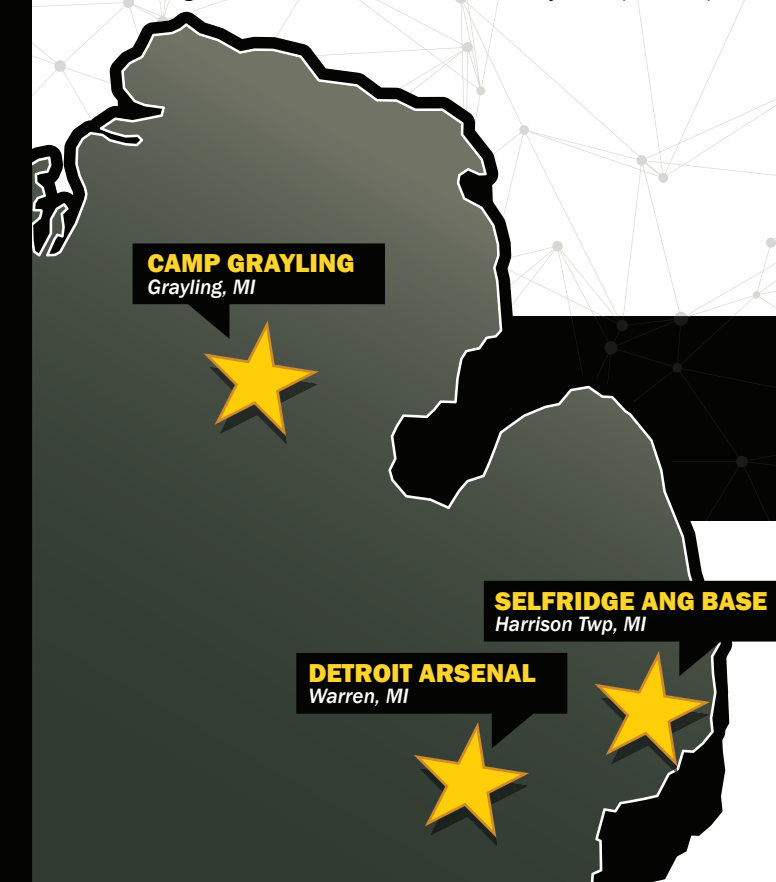 CAMP GRAYLING
Grayling, MI
SELFRIDGE ANG BASE
Harrison Twp, MI
DETROIT ARSENAL
Warren, MI